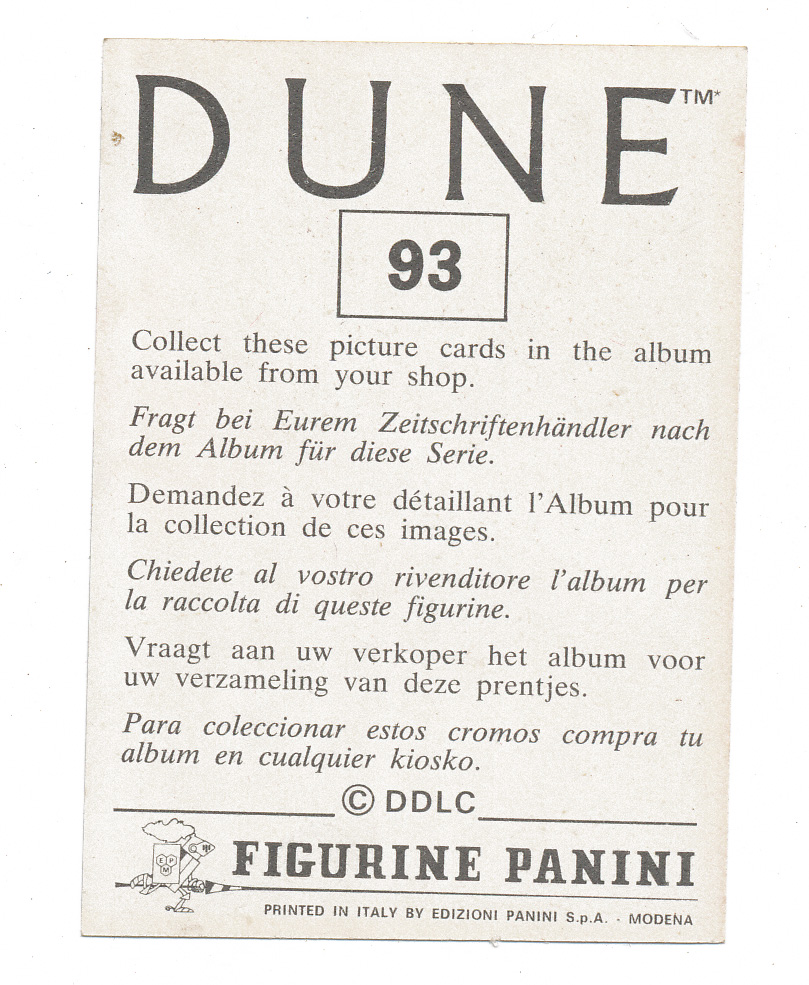 DUNE™*
93
Collect these picture cards in the album
available from your shop.
Fragt bei Eurem Zeitschriftenhändler nach
dem Album für diese Serie.
Demandez à votre détaillant l'Album pour
la collection de ces images.
Chiedete al vostro rivenditore l'album per
la raccolta di queste figurine.
Vraagt aan uw verkoper het album voor
uw verzameling van deze prentjes.
Para coleccionar estos cromos compra tu
album en cualquier kiosko.
© DDLC
EPM
FIGURINE PANINI
PRINTED IN ITALY BY EDIZIONI PANINI S.p.A. - MODENA